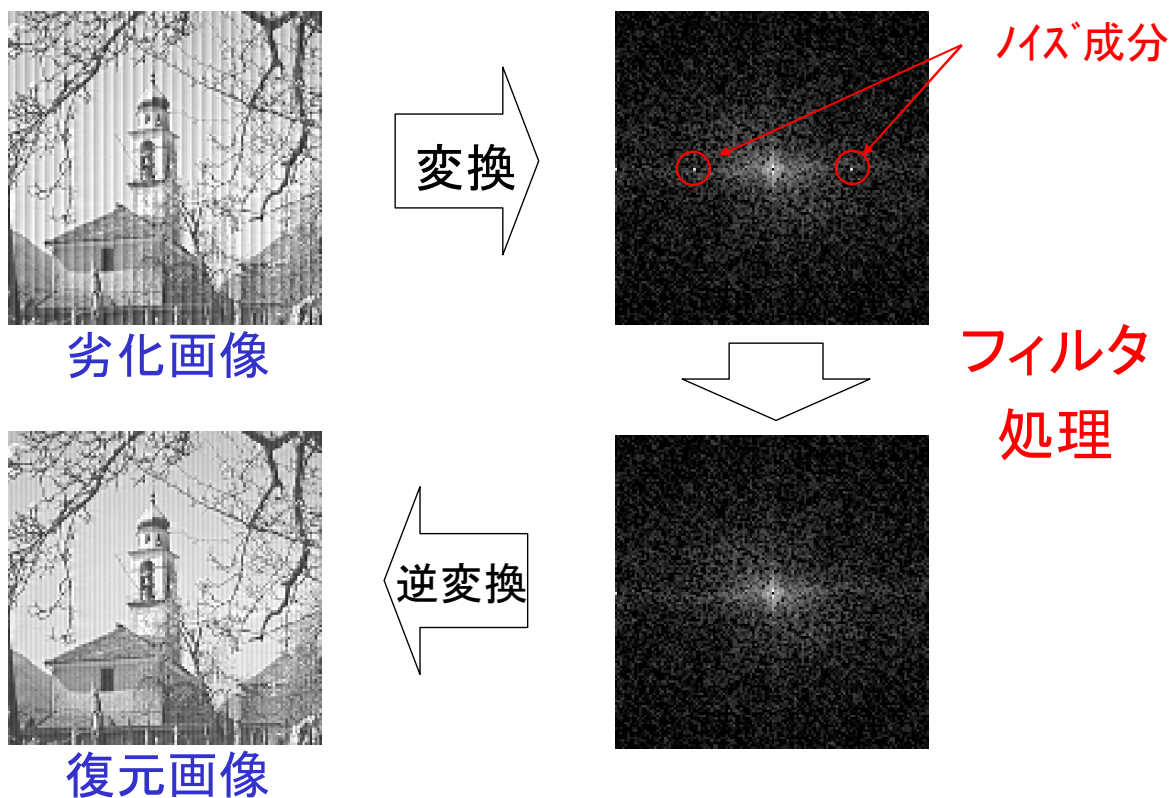 ﾉｲｽﾞ成分
変換
劣化画像
フィルタ
処理
逆変換
復元画像